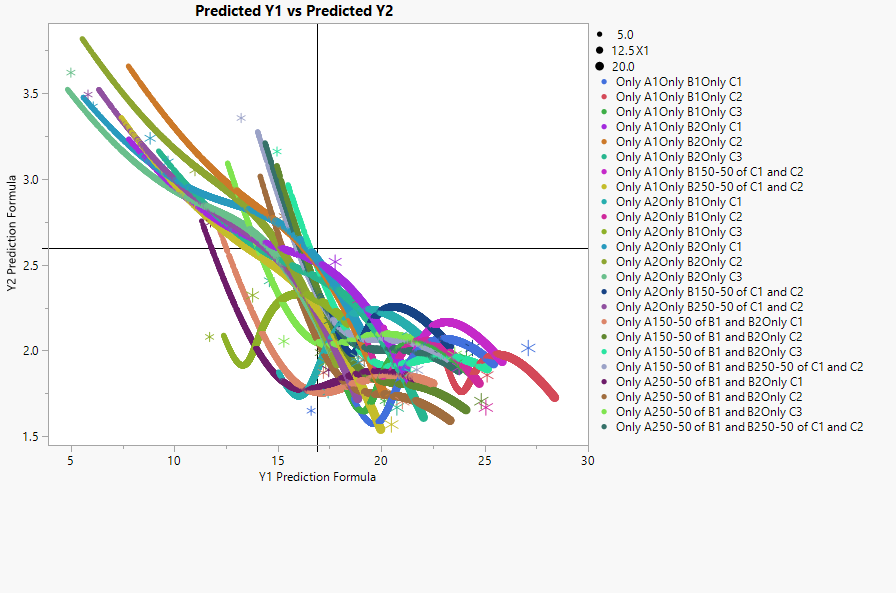 Predicted Y1 vs Predicted Y2
5.0
12.5 X1
20.0
Only A1Only B1Only C1
Only A1Only B1Only C2
Only A1Only B1Only C3
Only A1Only B2Only C1
Only A1Only B2Only C2
Only A1Only B2Only C3
Only A1Only B150-50 of C1 and C2
Only A1Only B250-50 of C1 and C2
Only A2Only B1Only C1
Only A2Only B1Only C2
Only A2Only B1Only C3
Only A2Only B2Only C1
Only A2Only B2Only C2
Only A2Only B2Only C3
Only A2Only B150-50 of C1 and C2
Only A2Only B250-50 of C1 and C2
Only A150-50 of B1 and B2Only C1
Only A150-50 of B1 and B2Only C2
Only A150-50 of B1 and B2Only C3
Only A150-50 of B1 and B250-50 of C1 and C2
Only A250-50 of B1 and B2Only C1
Only A250-50 of B1 and B2Only C2
Only A250-50 of B1 and B2Only C3
Only A250-50 of B1 and B250-50 of C1 and C2
Y2 Prediction Formula
3.5
3.0
2.5
2.0
1.5
5 10 15 20 25 30
Y1 Prediction Formula